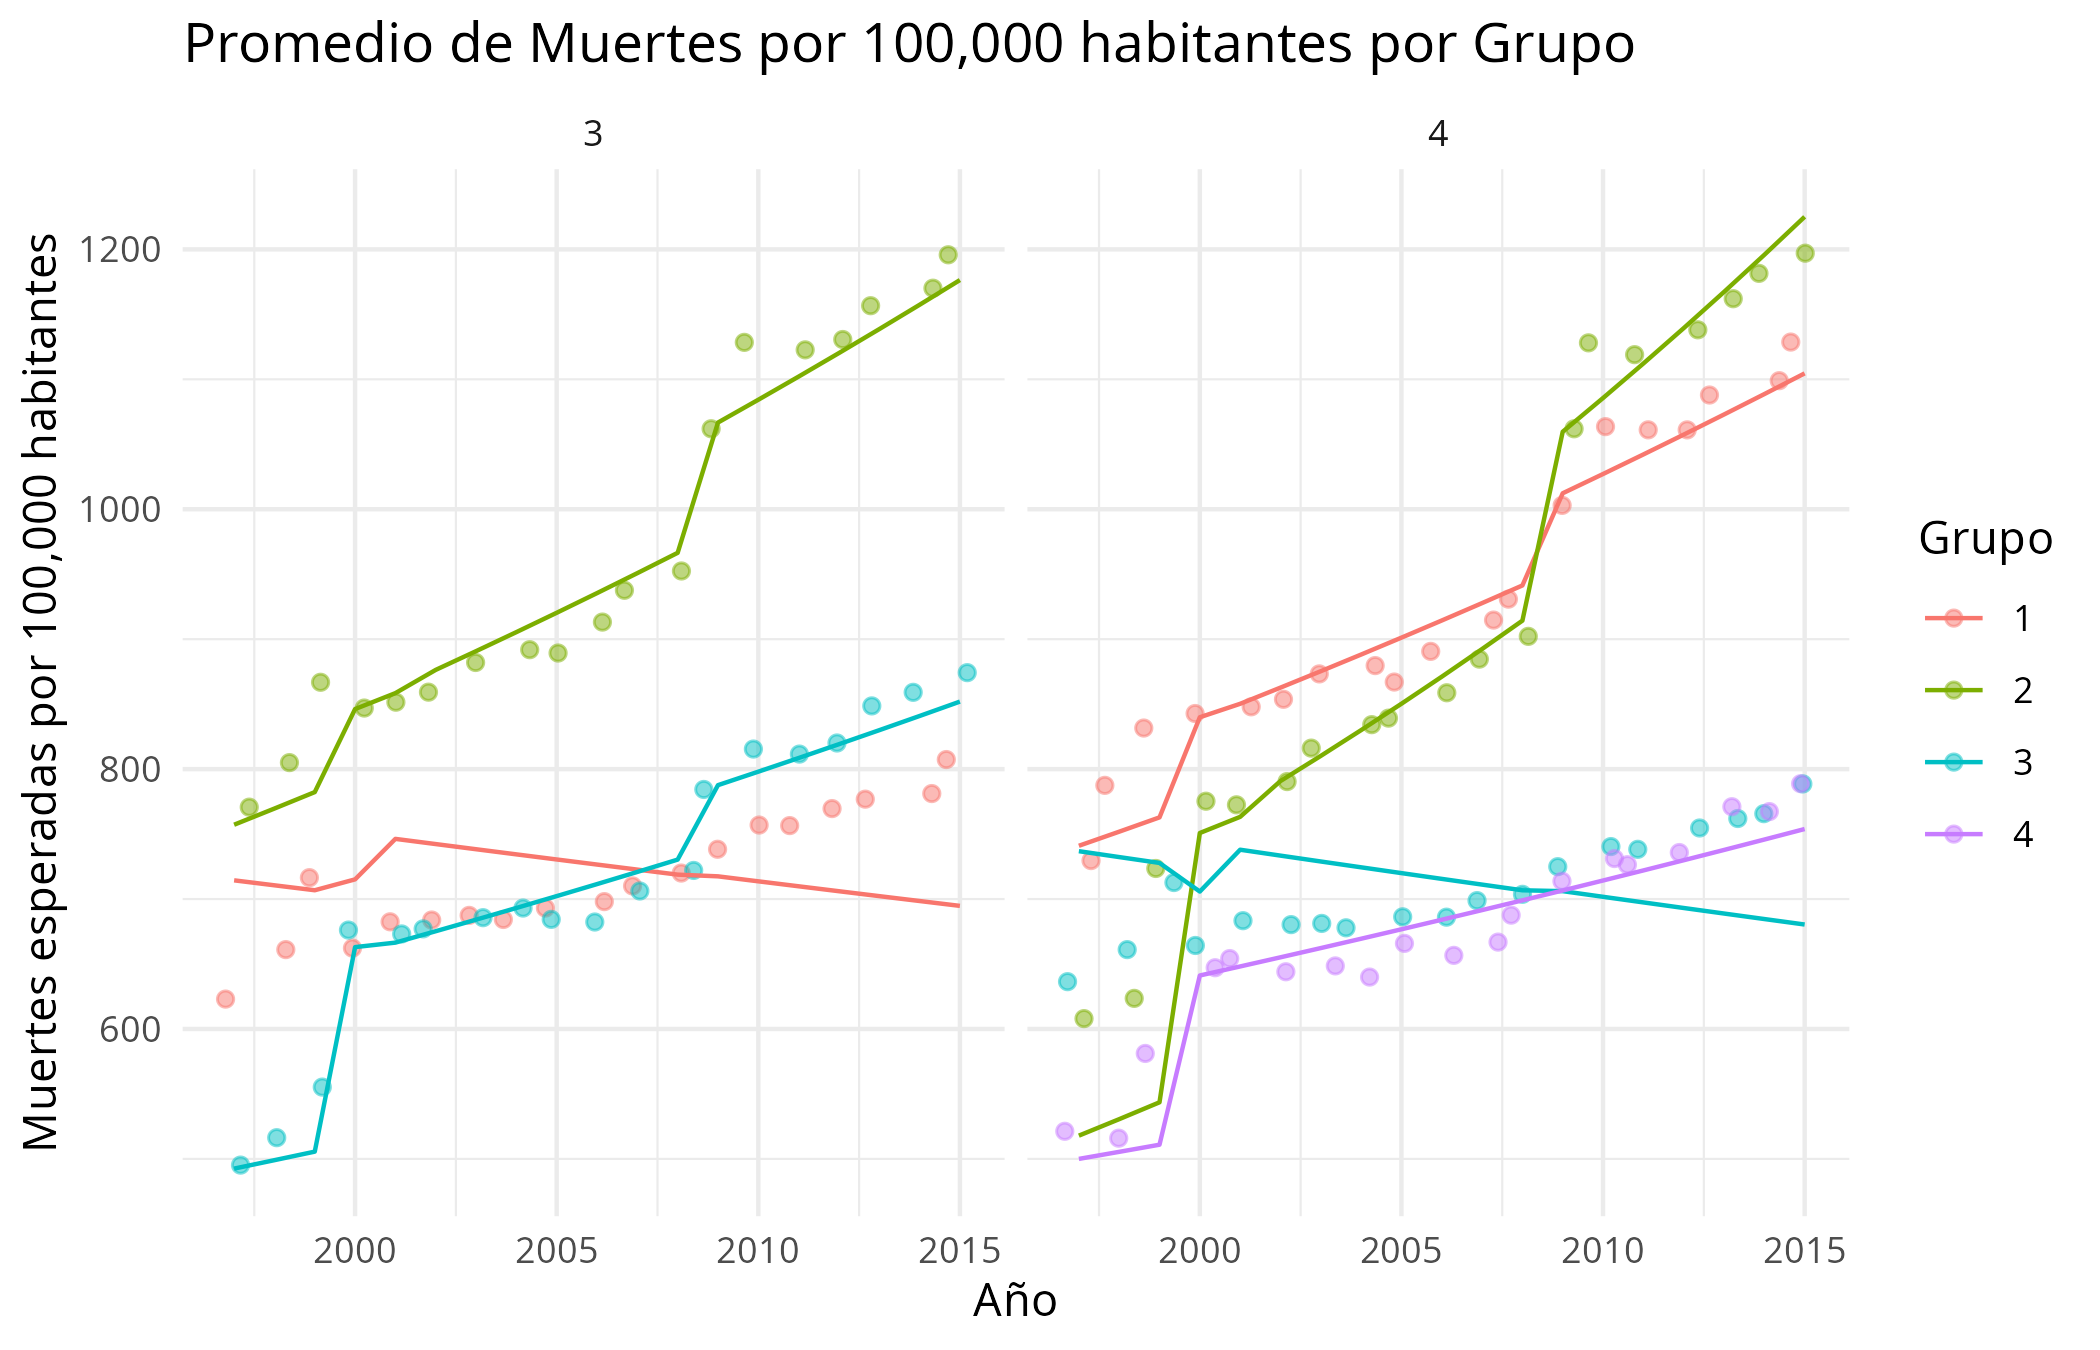 Promedio de Muertes por 100,000 habitantes por Grupo
3
4
Muertes esperadas por 100,000 habitantes
1200
1000
800
600
2000 2005 2010 2015
2000 2005 2010 2015
Año
Grupo
1
2
3
4